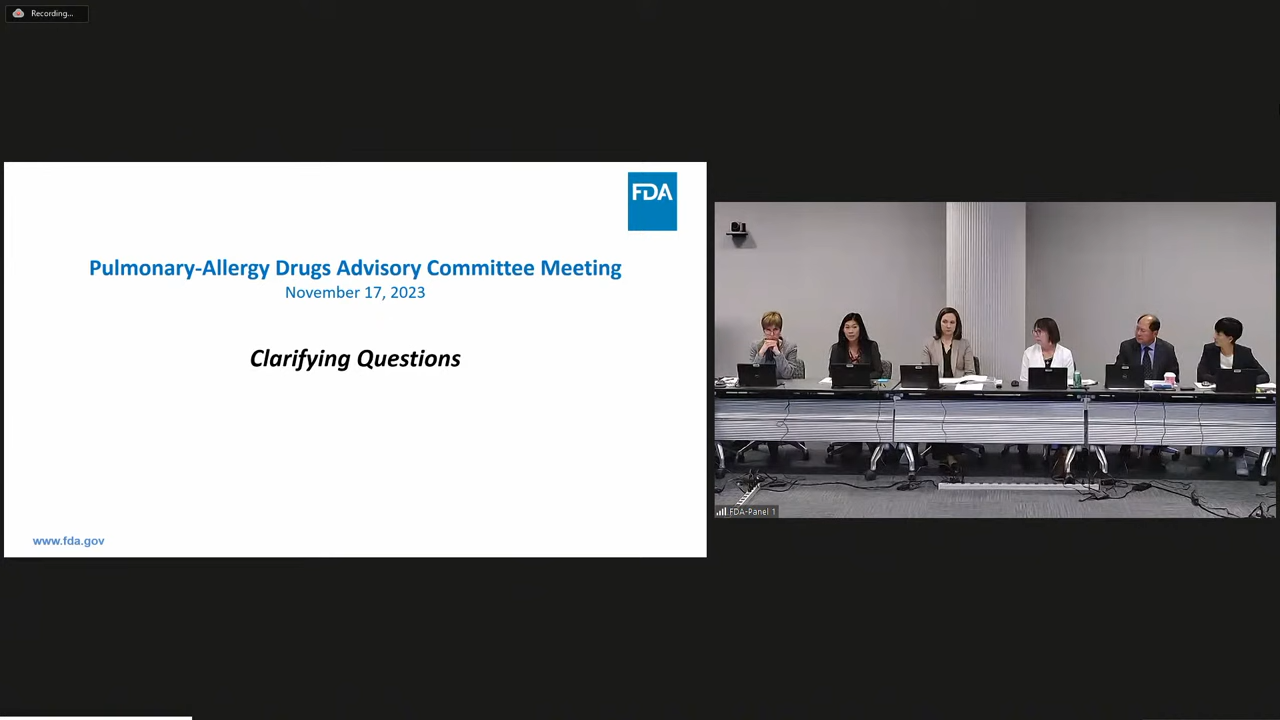 Recording...
FDA
Pulmonary-Allergy Drugs Advisory Committee Meeting
November 17, 2023
Clarifying Questions
www.fda.gov
FDA-Panel 1